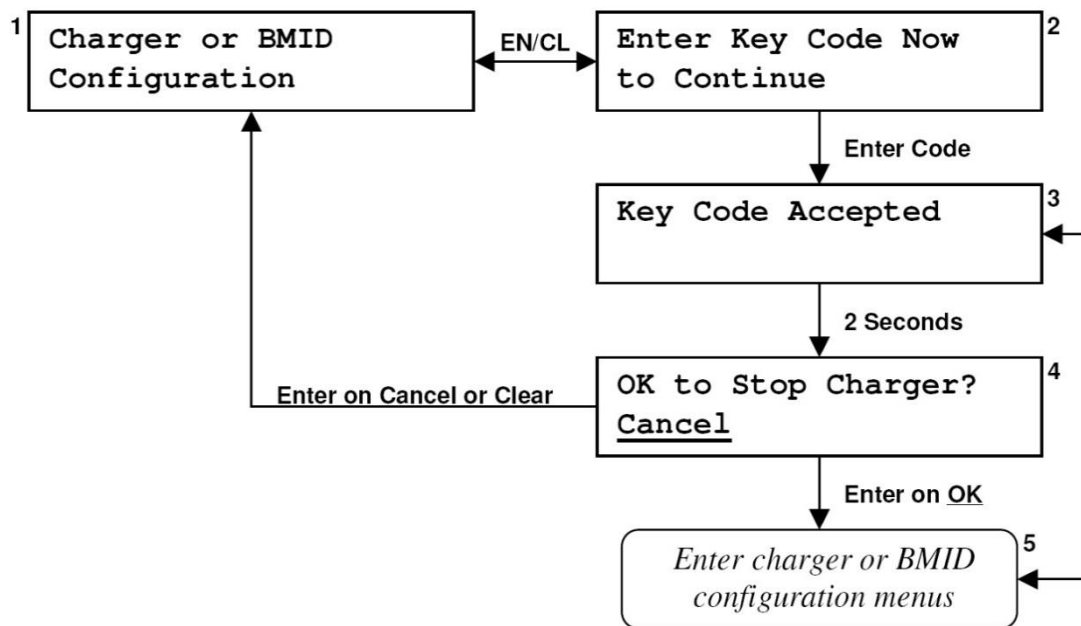 1
Charger or BMID
Configuration
EN/CL
Enter Key Code Now
to Continue
2
Enter Code
Key Code Accepted
3
2 Seconds
OK to Stop Charger?
Cancel
4
Enter on Cancel or Clear
Enter on OK
Enter charger or BMID
configuration menus
5